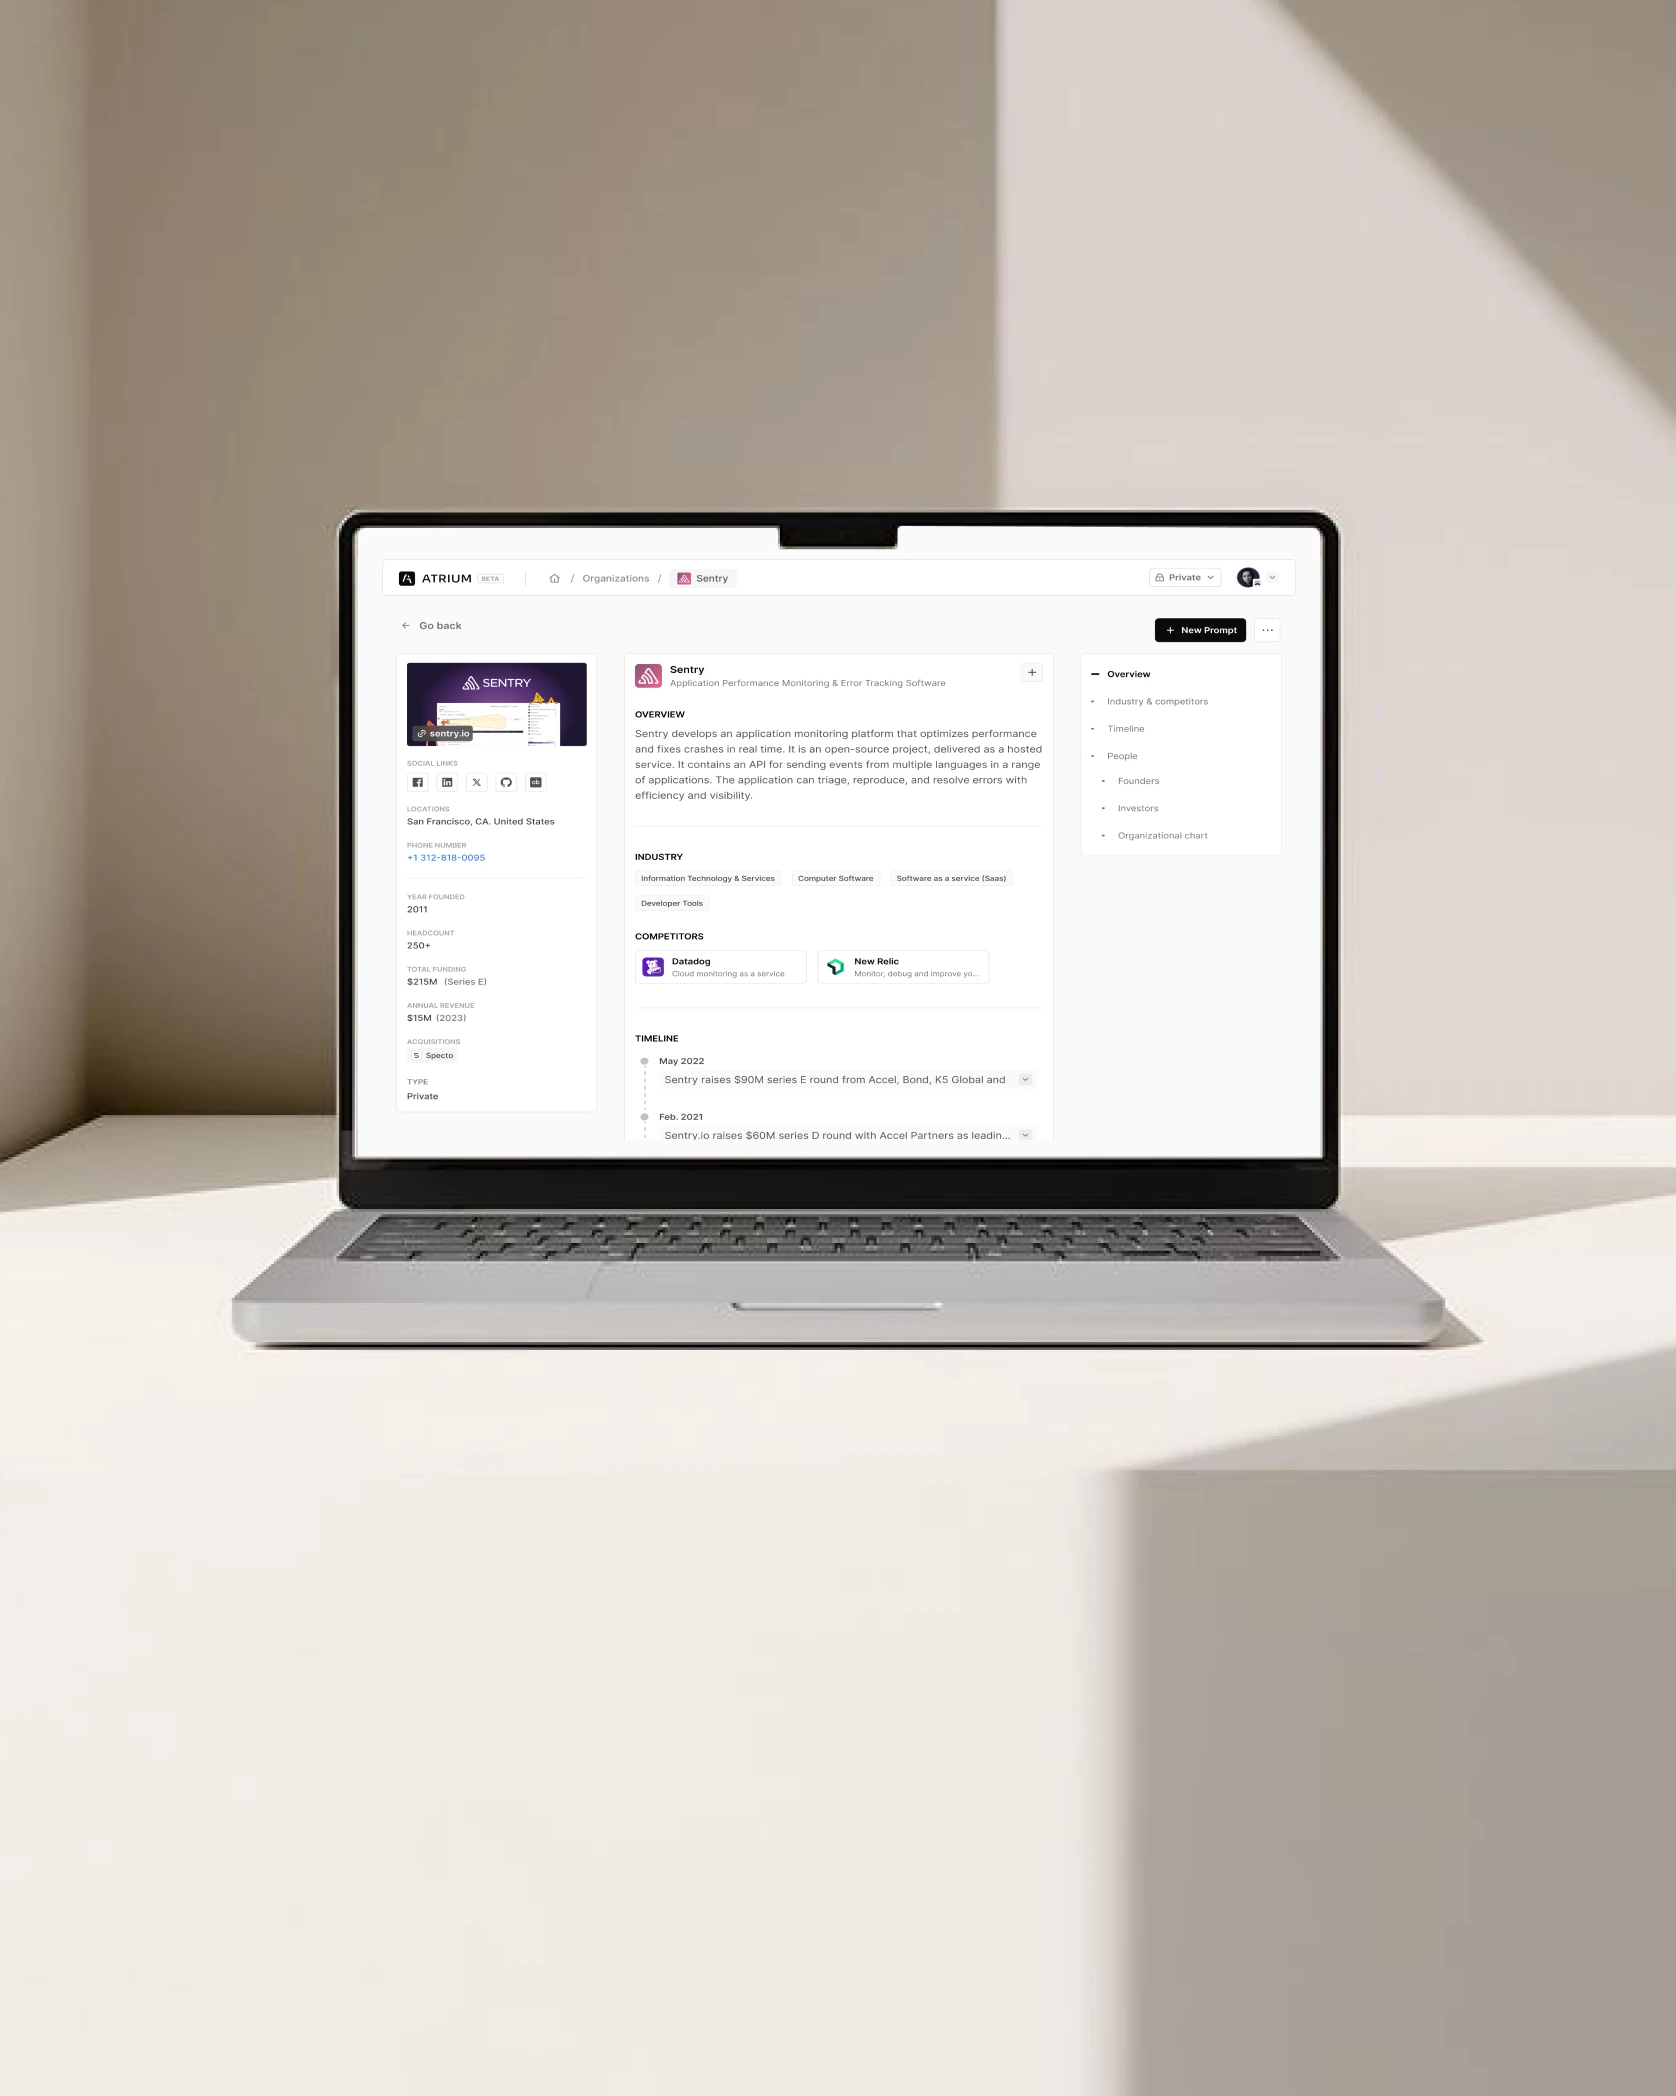 ATRIUM BETA / Organizations / Sentry Private
Go back
+ New Prompt ...
SENTRY
sentry.io
SOCIAL LINKS
LOCATIONS
San Francisco, CA. United States
PHONE NUMBER
+1 312-818-0095
YEAR FOUNDED
2011
HEADCOUNT
250+
TOTAL FUNDING
$215M (Series E)
ANNUAL REVENUE
$15M (2023)
ACQUISITIONS
S Specto
TYPE
Private
Sentry
Application Performance Monitoring & Error Tracking Software
OVERVIEW
Sentry develops an application monitoring platform that optimizes performance
and fixes crashes in real time. It is an open-source project, delivered as a hosted
service. It contains an API for sending events from multiple languages in a range
of applications. The application can triage, reproduce, and resolve errors with
efficiency and visibility.
INDUSTRY
Information Technology & Services Computer Software Software as a service (Saas)
Developer Tools
COMPETITORS
Datadog
Cloud monitoring as a service
New Relic
Monitor, debug and improve yo...
TIMELINE
May 2022
Sentry raises $90M series E round from Accel, Bond, K5 Global and
Feb. 2021
Sentry.io raises $60M series D round with Accel Partners as leadin...
Overview
Industry & competitors
Timeline
People
Founders
Investors
Organizational chart